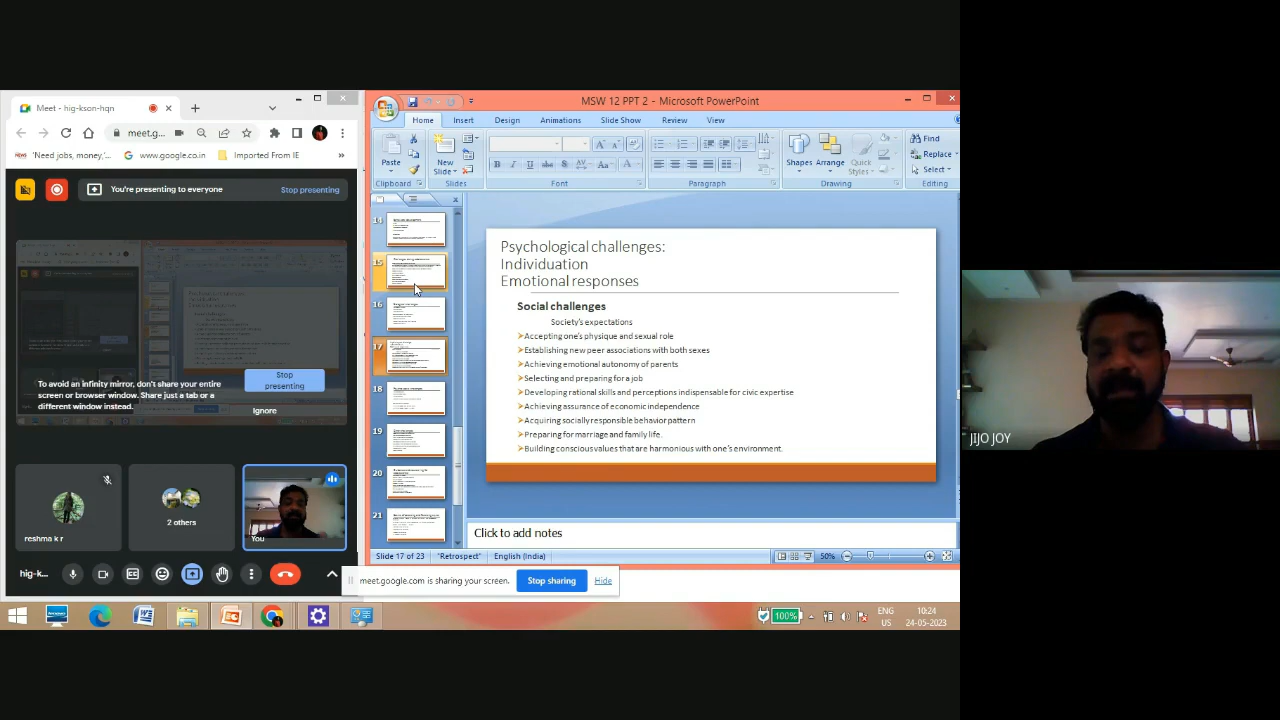 Meet - hig-kson-hqn
meet.g...
'Need jobs, money,'...
www.google.co.in
Imported From IE
»
You're presenting to everyone
Stop presenting
To avoid an infinity mirror, don't share your entire
screen or browser window. Share just a tab or a
different window instead.
Stop
presenting
Ignore
reshma k r
2 others
You
hig-k...
MSW 12 PPT 2 - Microsoft PowerPoint
Home
Insert
Design
Animations
Slide Show
Review
View
Paste
New
Slide
Shapes
Arrange
Quick
Styles
Find
Replace
Select
Clipboard
Slides
Font
Paragraph
Drawing
Editing
15
16
17
18
19
20
21
Psychological challenges:
Individuation
Emotional responses
Social challenges
Society's expectations
Accepting one's physique and sexual role
Establishing new peer associations with both sexes
Achieving emotional autonomy of parents
Selecting and preparing for a job
Developing rational skills and perceptions indispensable for civic expertise
Achieving assurance of economic independence
Acquiring socially responsible behavior pattern
Preparing for marriage and family life.
Building conscious values that are harmonious with one's environment.
Click to add notes
Slide 17 of 23
"Retrospect"
English (India)
50%
meet.google.com is sharing your screen.
Stop sharing
Hide
100%
ENG
US
10:24
24-05-2023
JIJO JOY